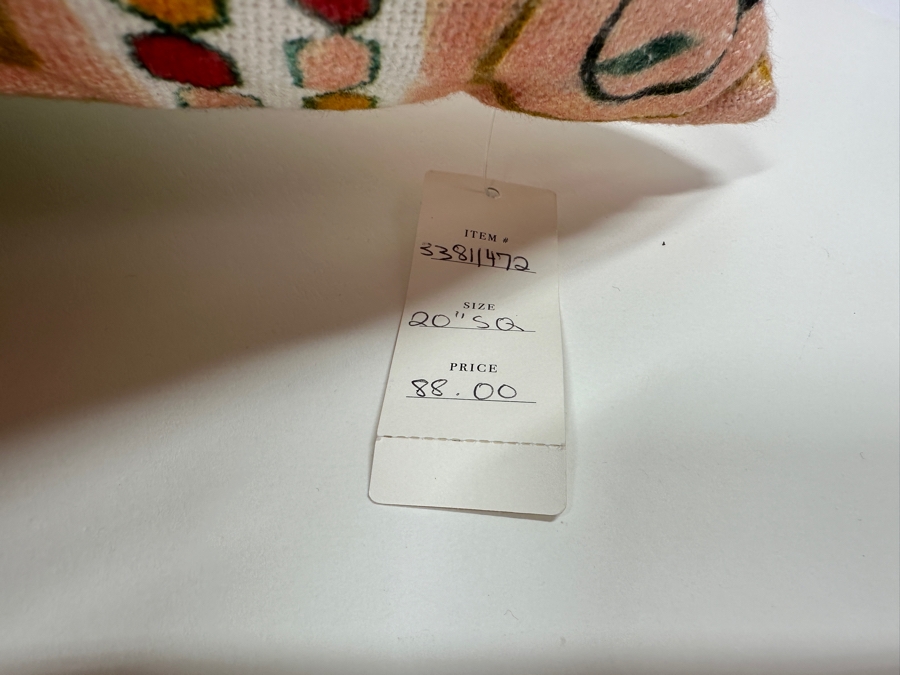 ITEM #
33811472
SIZE
20" SQ
PRICE
88.00